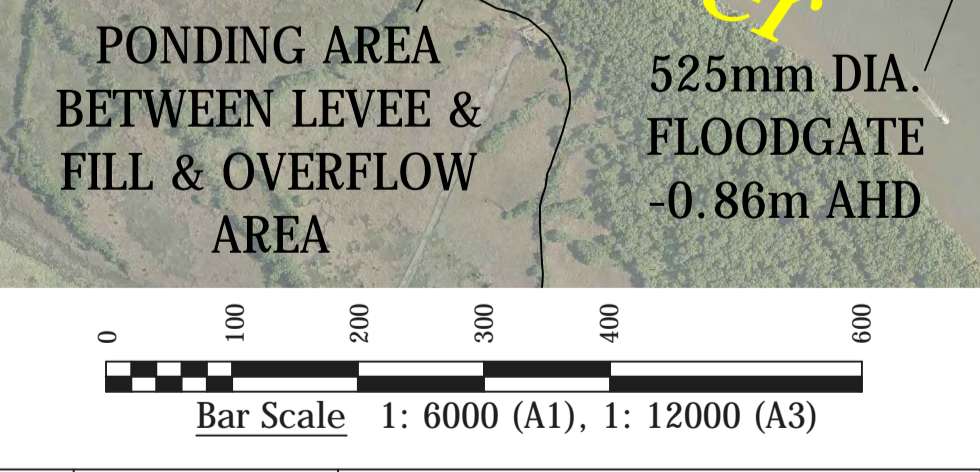 PONDING AREA
BETWEEN LEVEE &
FILL & OVERFLOW
AREA
CT
525mm DIA.
FLOODGATE
-0.86m AHD
0 100 200 300 400 600
Bar Scale 1: 6000 (A1), 1: 12000 (A3)